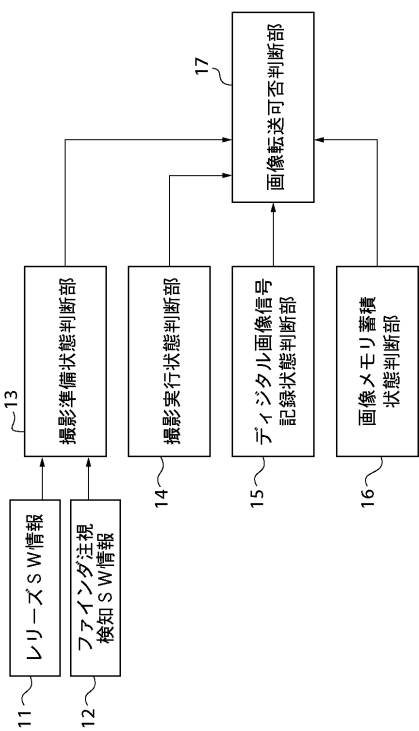 11
レリーズＳＷ情報
12
ファインダ注視
検知ＳＷ情報
13
撮影準備状態判断部
14
撮影実行状態判断部
15
ディジタル画像信号
記録状態判断部
16
画像メモリ蓄積
状態判断部
17
画像転送可否判断部